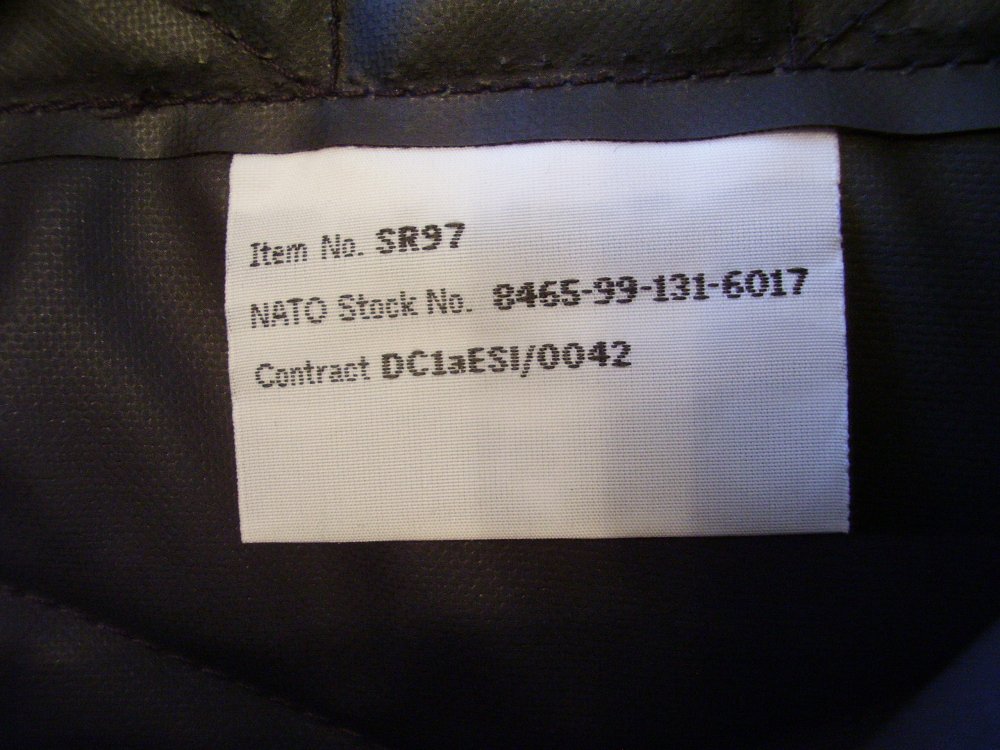 Item No. SR97
NATO Stock No. 8465-99-131-6017
Contract DC1aESI/0042